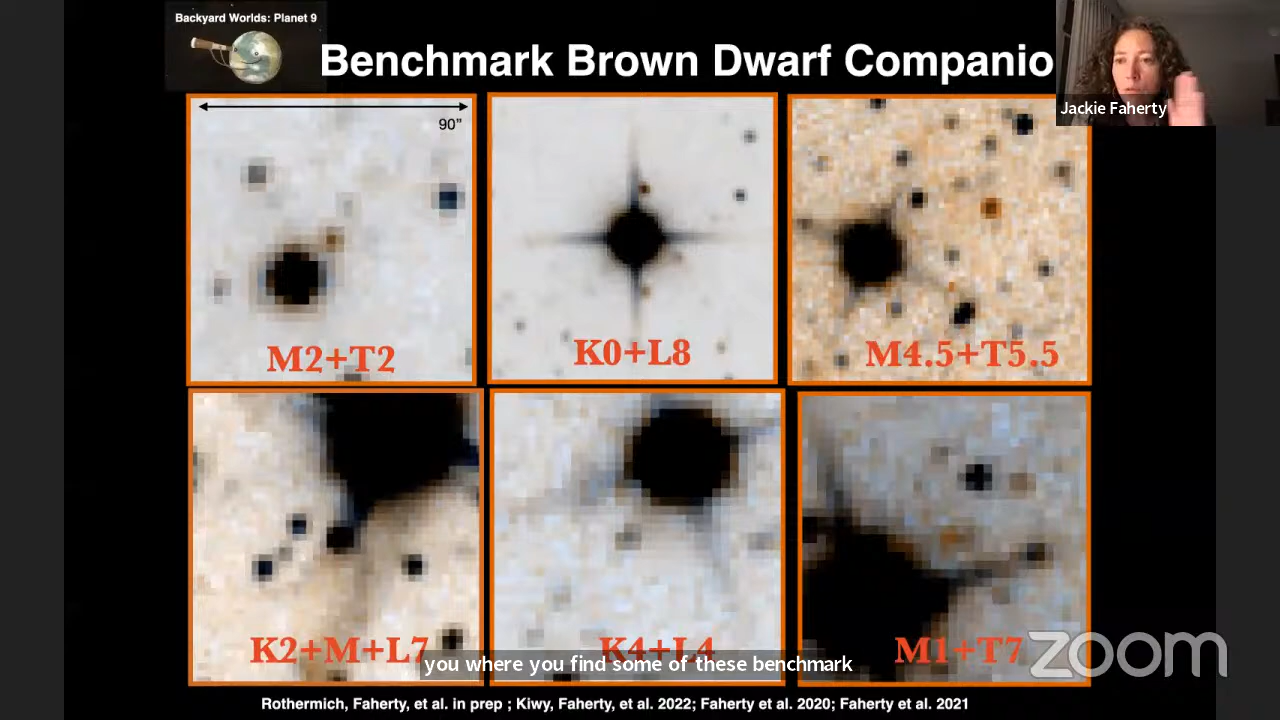 Backyard Worlds: Planet 9
Benchmark Brown Dwarf Companio
Jackie Faherty
90”
M2+T2
K0+L8
M4.5+T5.5
K2+M+L7
K4+L4
M1+T7
zoom
you where you find some of these benchmark
Rothermich, Faherty, et al. in prep ; Kiwy, Faherty, et al. 2022; Faherty et al. 2020; Faherty et al. 2021